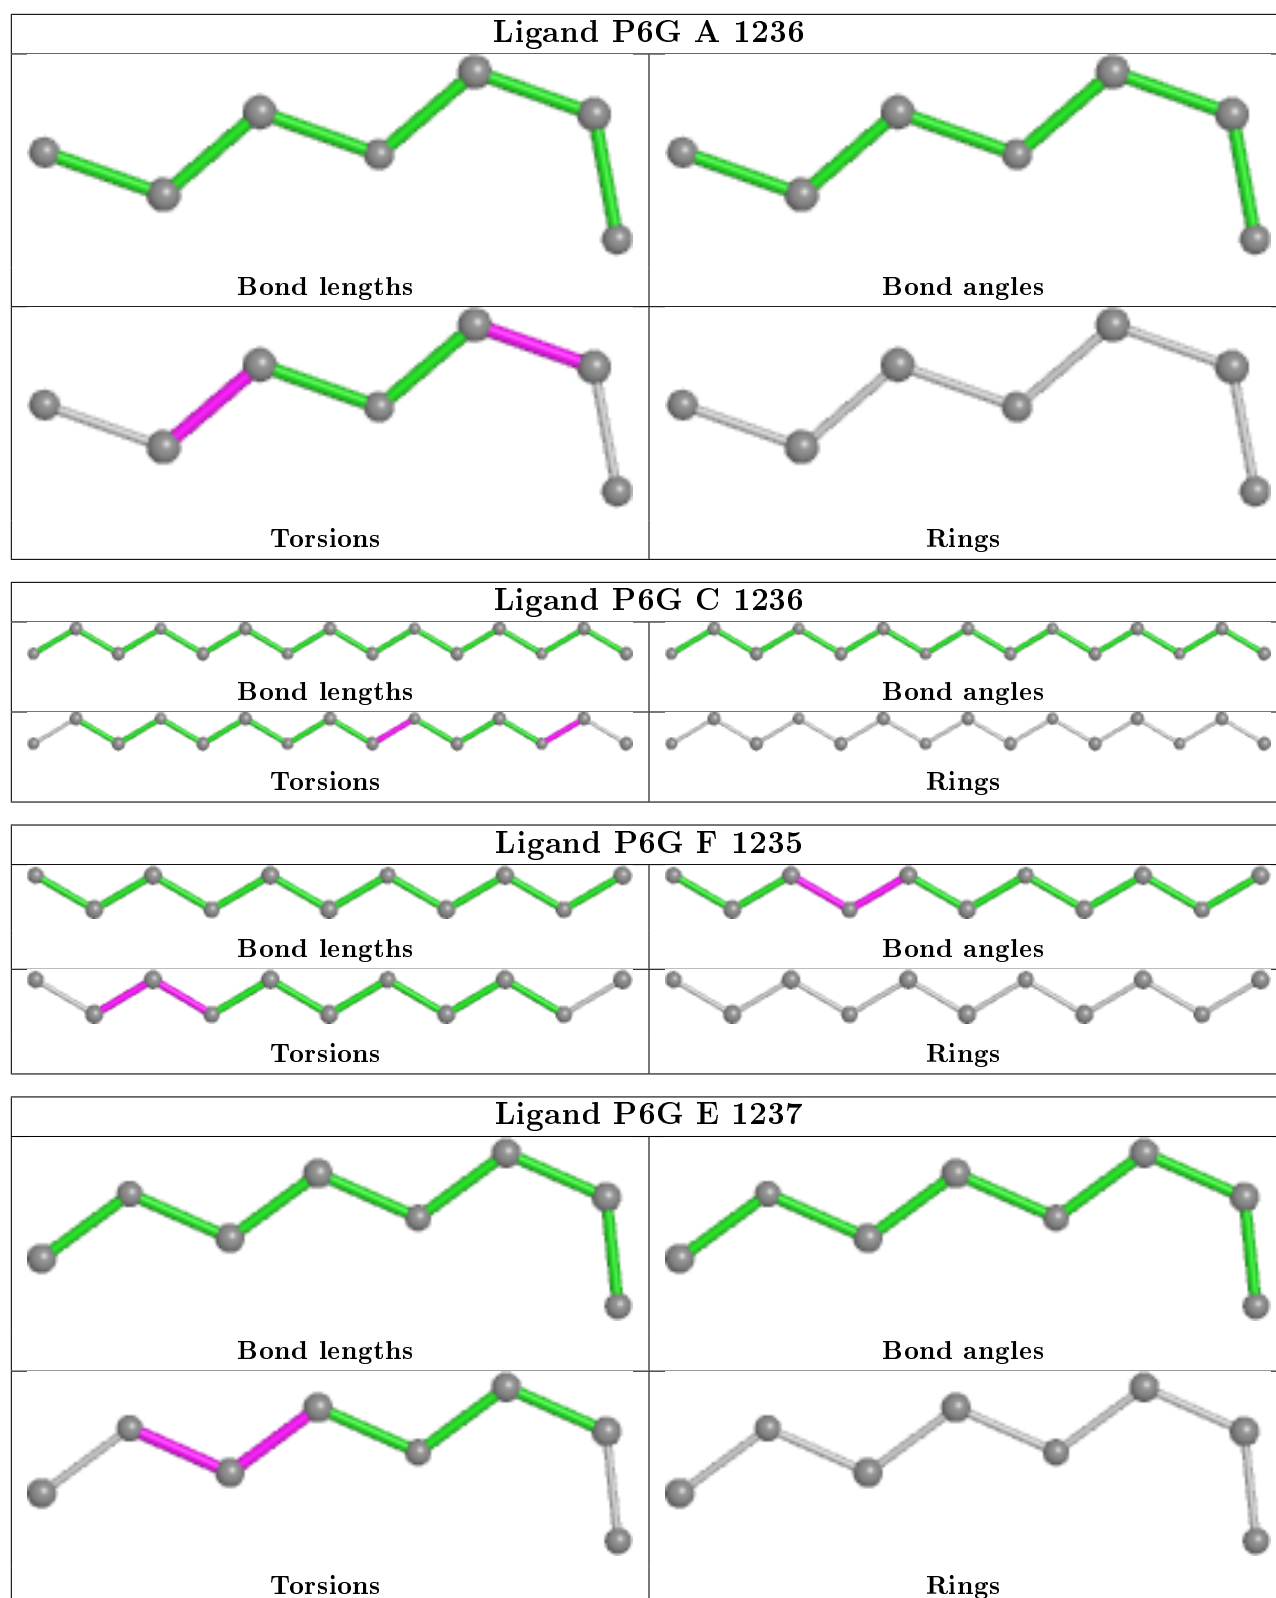 Ligand P6G A 1236
Bond lengths
Bond angles
Torsions
Rings
Ligand P6G C 1236
Bond lengths
Bond angles
Torsions
Rings
Ligand P6G F 1235
Bond lengths
Bond angles
Torsions
Rings
Ligand P6G E 1237
Bond lengths
Bond angles
Torsions
Rings